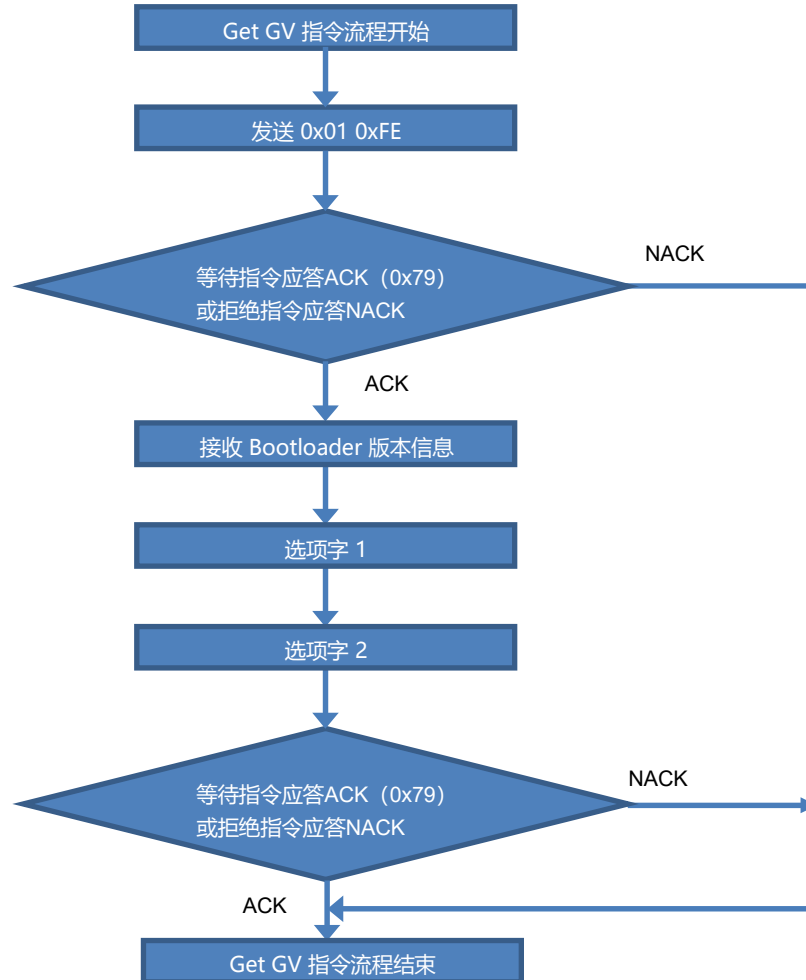 Get GV 指令流程开始
发送 0x01 0xFE
等待指令应答ACK（0x79）
或拒绝指令应答NACK
NACK
ACK
接收 Bootloader 版本信息
选项字 1
选项字 2
等待指令应答ACK（0x79）
或拒绝指令应答NACK
NACK
ACK
Get GV 指令流程结束